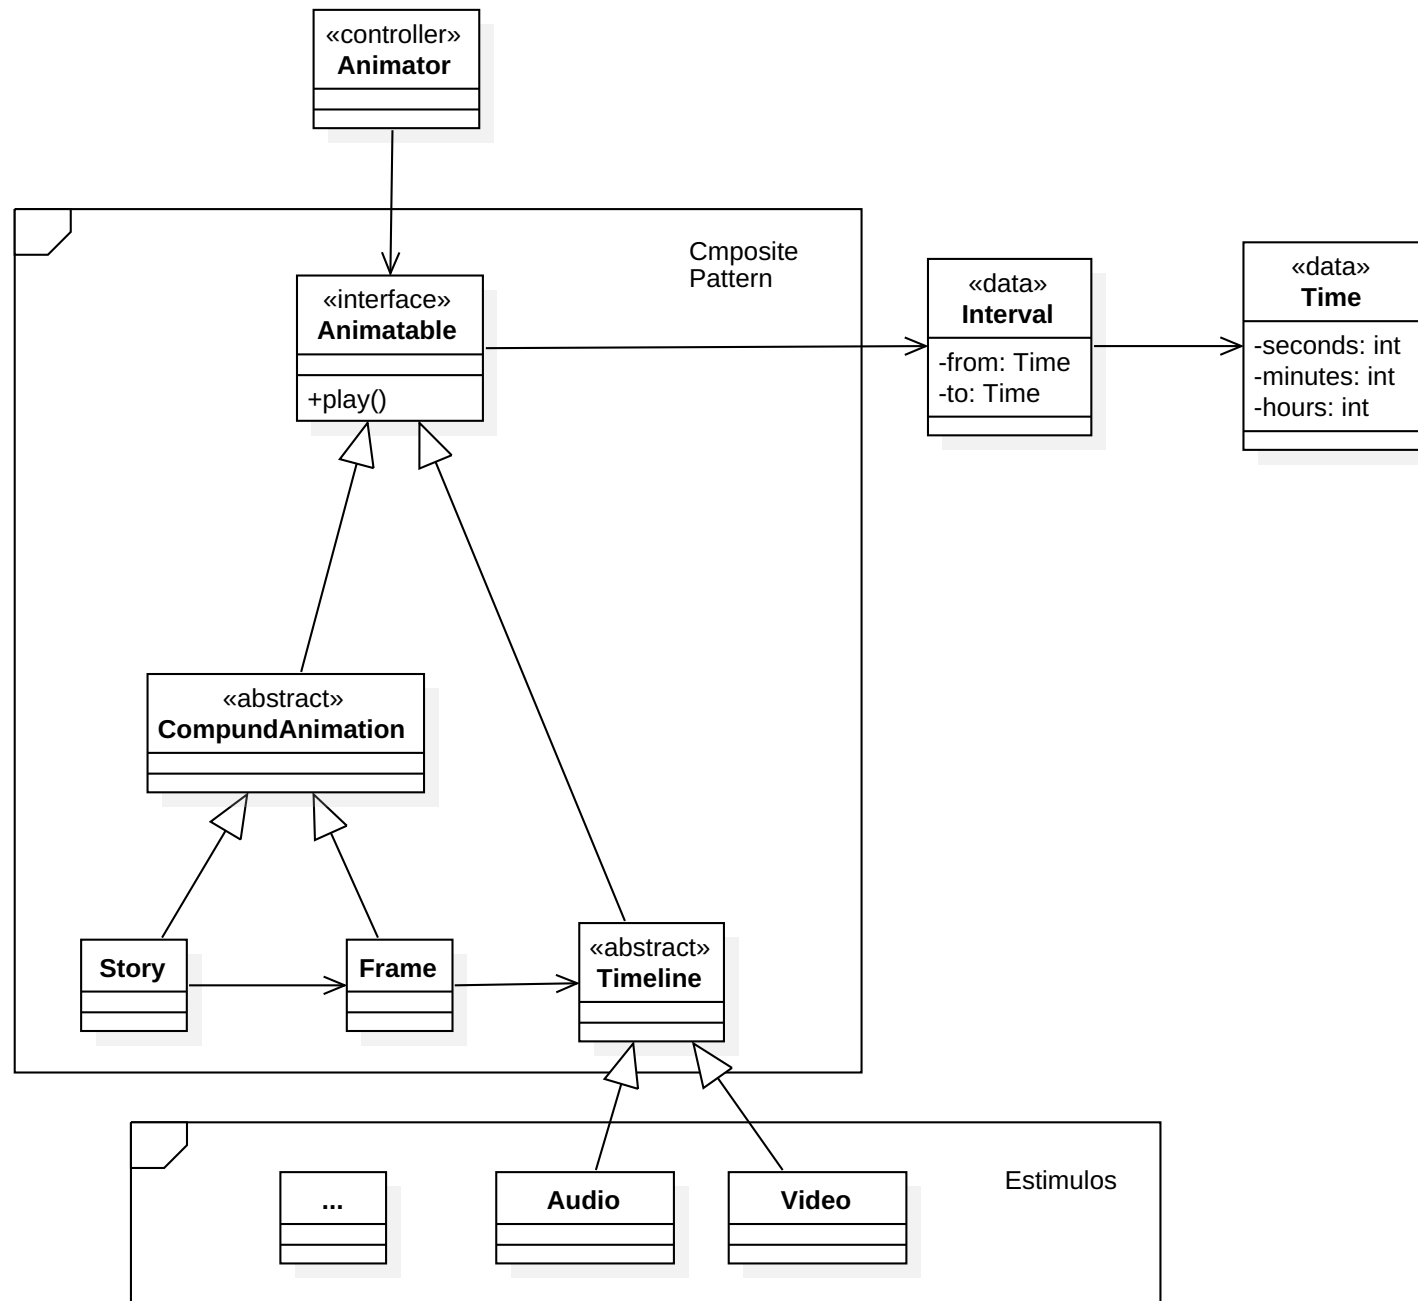 «controller»
Animator
Cmposite
Pattern
«interface»
Animatable
+play()
«data»
Interval
-from: Time
-to: Time
«data»
Time
-seconds: int
-minutes: int
-hours: int
«abstract»
CompundAnimation
Story
Frame
«abstract»
Timeline
...
Audio
Video
Estimulos